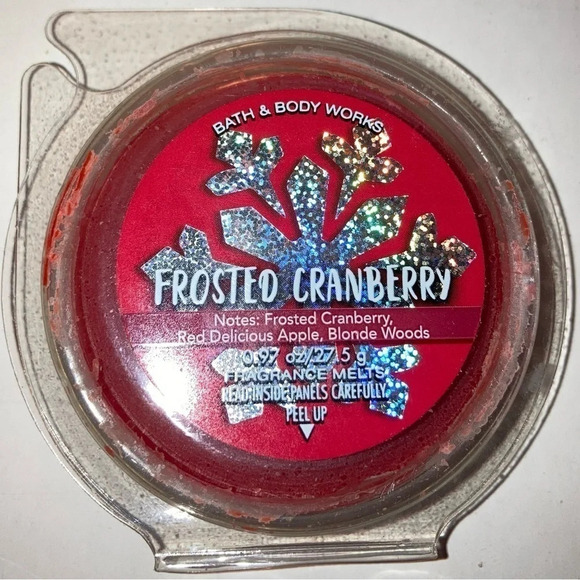 BATH & BODY WORKS
FROSTED CRANBERRY
Notes: Frosted Cranberry,
Red Delicious Apple, Blonde Woods
0.97 oz/27.5 g
FRAGRANCE MELTS
READ INSIDE PANELS CAREFULLY
PEEL UP